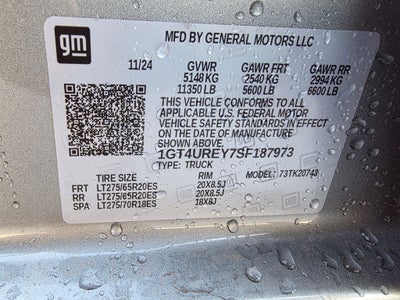 gm
MFD BY GENERAL MOTORS LLC
11/24 GVWR GAWR FRT GAWR RR
5148 KG 2540 KG 2994 KG
11350 LB 5600 LB 6600 LB
THIS VEHICLE CONFORMS TO ALL
APPLICABLE U.S. FEDERAL MOTOR
VEHICLE SAFETY STANDARDS IN EFFECT
ON THE DATE OF MANUFACTURE
SHOWN ABOVE.
1GT4UREY7SF187973
TYPE: TRUCK MODEL: 73TK20743
TIRE SIZE RIM
FRT LT275/65R20ES 20X8.5J
RR LT275/65R20ES 20X8.5J
SPA LT275/70R18ES 18X8J